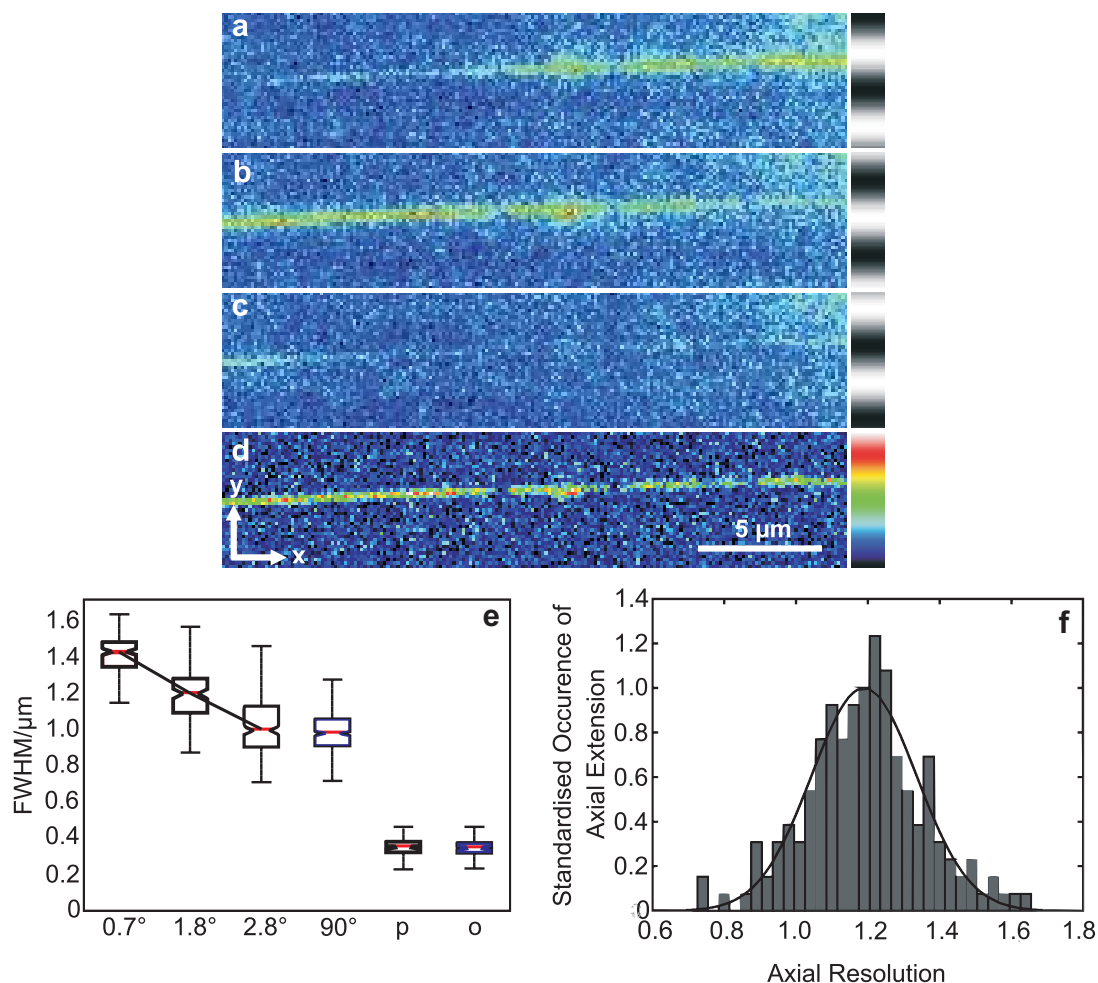 a
b
c
d
y
x
5 µm
e
1.6
1.4
1.2
1.0
0.8
0.6
0.4
0.2
0
FWHM/µm
0.7° 1.8° 2.8° 90° p o
f
1.4
1.2
1.0
0.8
0.6
0.4
0.2
0
Standardised Occurence of
Axial Extension
0.6 0.8 1.0 1.2 1.4 1.6 1.8
Axial Resolution